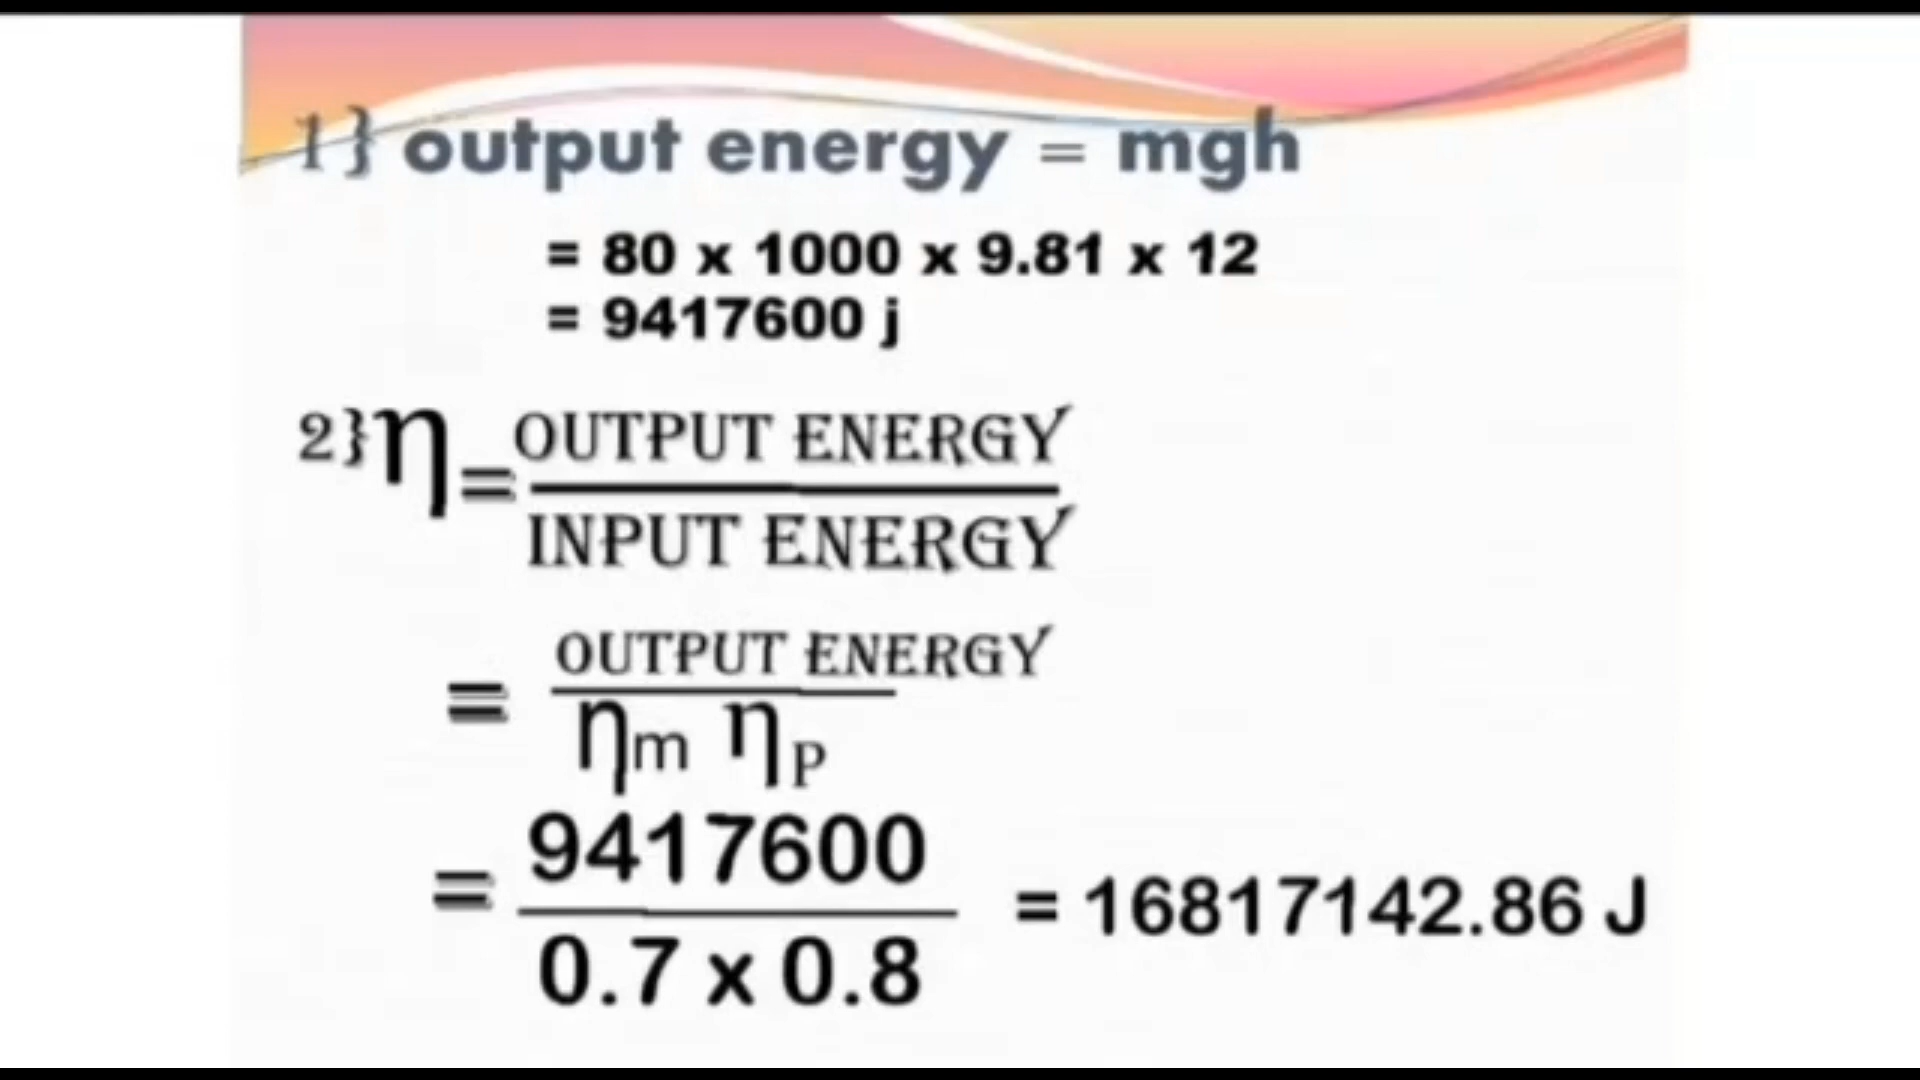 1} output energy = mgh
= 80 x 1000 x 9.81 x 12
= 9417600 j
2} η = OUTPUT ENERGY
INPUT ENERGY
= OUTPUT ENERGY
ηm ηp
= 9417600
0.7 x 0.8
= 16817142.86 J